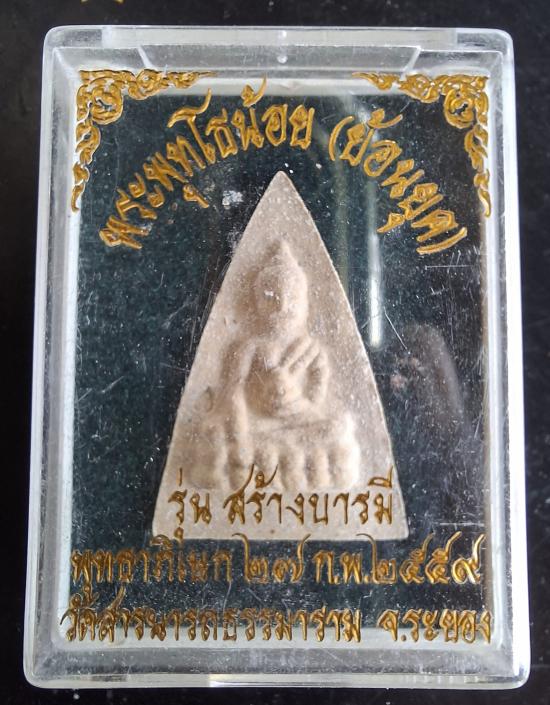 พระพุทโธน้อย (ย้อนยุค)
รุ่น สร้างบารมี
พุทธาภิเษก ๒๗ ก.พ.๒๕๕๙
วัดสารนารถธรรมาราม จ.ระยอง